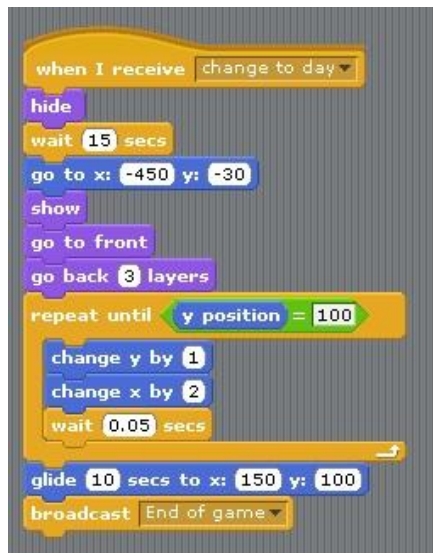 when I receive change to day
hide
wait 15 secs
go to x: -450 y: -30
show
go to front
go back 3 layers
repeat until y position = 100
change y by 1
change x by 2
wait 0.05 secs
glide 10 secs to x: 150 y: 100
broadcast End of game